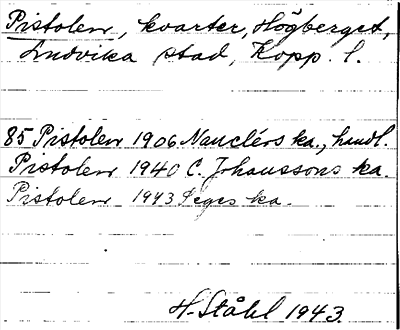 Pistolen, kvarter, Högberget,
Ludvika stad, Kopp. l.
85 Pistolen 1906 Nauclérs ka., handl.
Pistolen 1940 C. Johanssons ka.
Pistolen 1943 Seges ka.
H. Ståhl 1943.